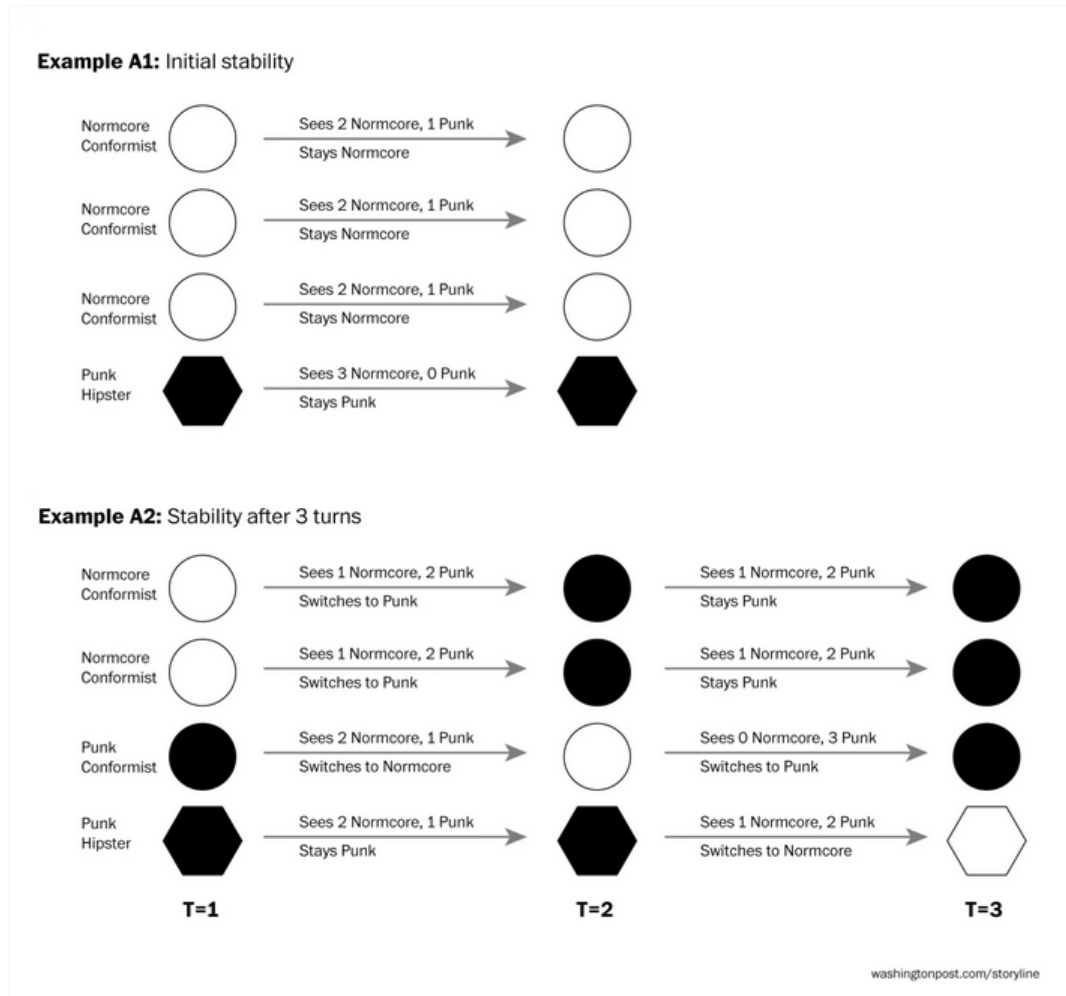 Example A1: Initial stability
Normcore
Conformist
Sees 2 Normcore, 1 Punk
Stays Normcore
Normcore
Conformist
Sees 2 Normcore, 1 Punk
Stays Normcore
Normcore
Conformist
Sees 2 Normcore, 1 Punk
Stays Normcore
Punk
Hipster
Sees 3 Normcore, 0 Punk
Stays Punk
Example A2: Stability after 3 turns
Normcore
Conformist
Sees 1 Normcore, 2 Punk
Switches to Punk
Sees 1 Normcore, 2 Punk
Stays Punk
Normcore
Conformist
Sees 1 Normcore, 2 Punk
Switches to Punk
Sees 1 Normcore, 2 Punk
Stays Punk
Punk
Conformist
Sees 2 Normcore, 1 Punk
Switches to Normcore
Sees 0 Normcore, 3 Punk
Switches to Punk
Punk
Hipster
Sees 2 Normcore, 1 Punk
Stays Punk
Sees 1 Normcore, 2 Punk
Switches to Normcore
T=1
T=2
T=3
washingtonpost.com/storyline